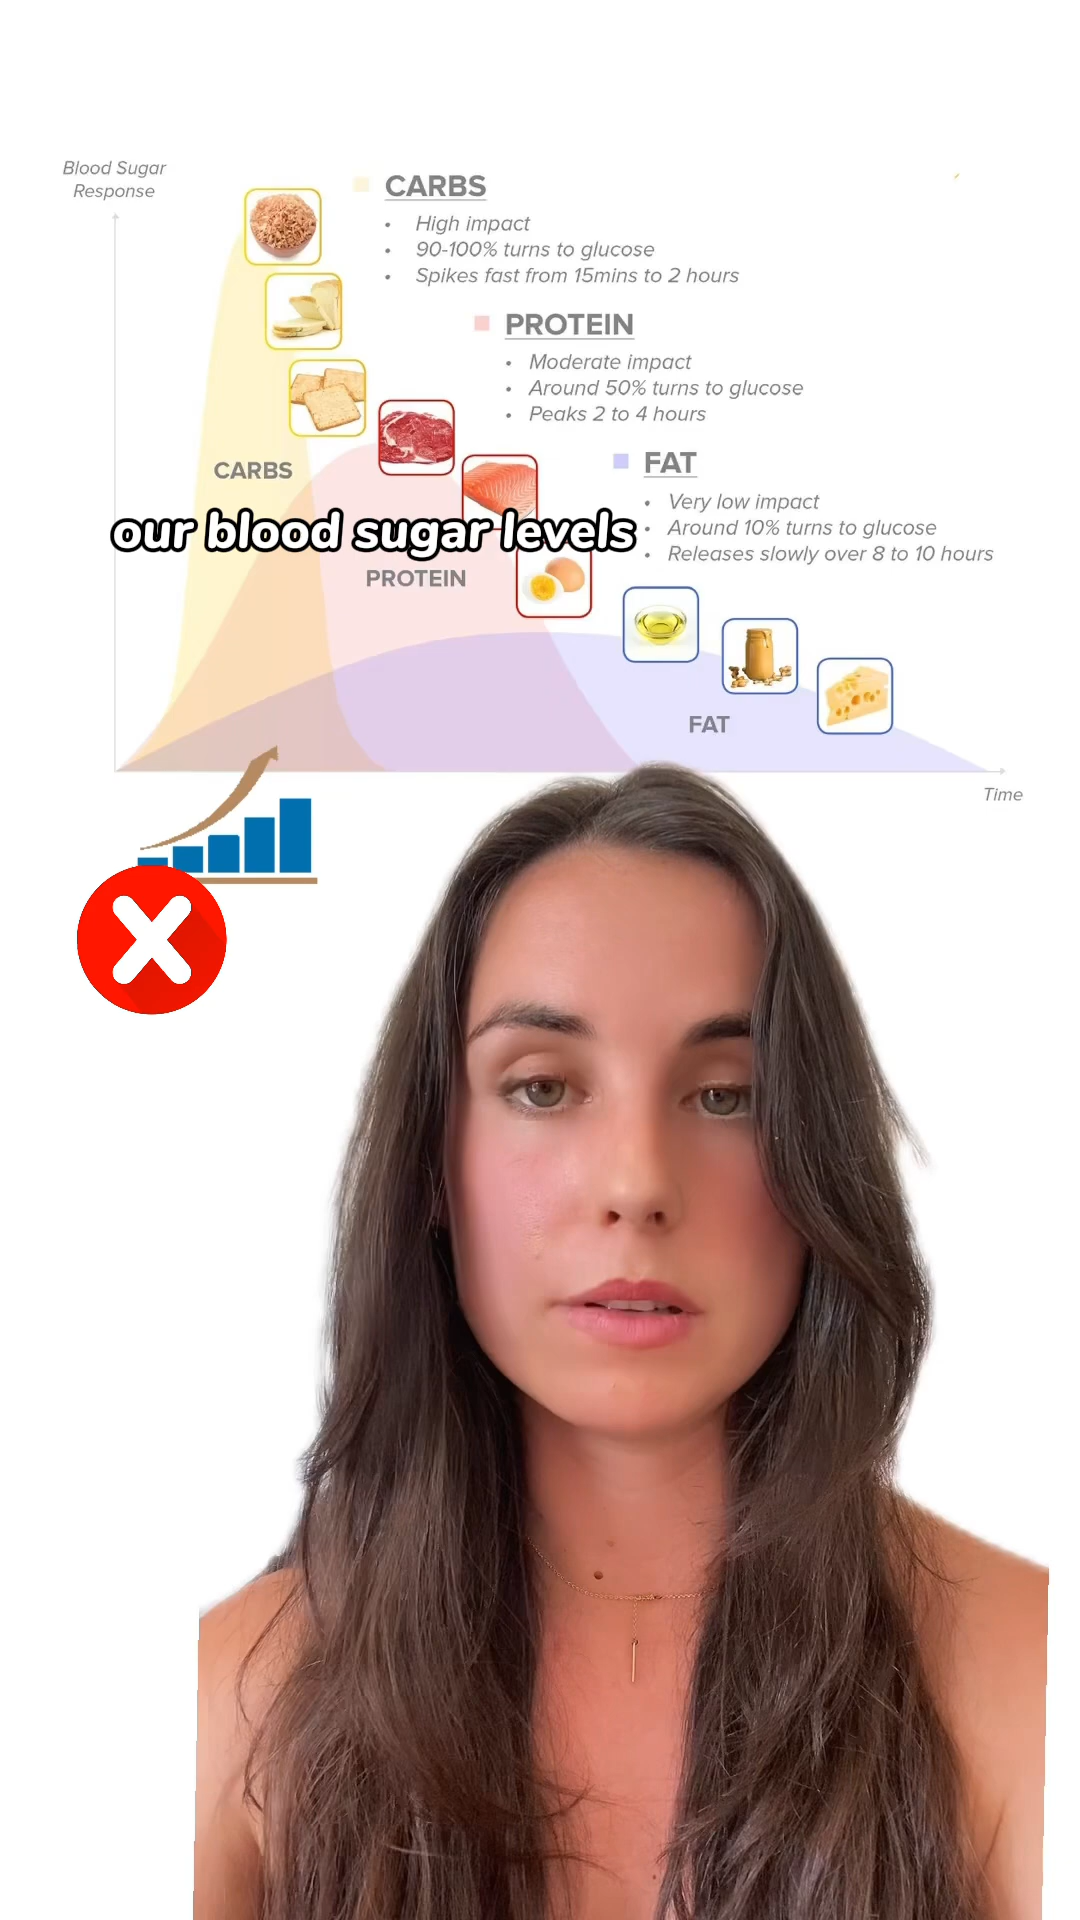 Blood Sugar
Response
CARBS
• High impact
• 90-100% turns to glucose
• Spikes fast from 15mins to 2 hours
PROTEIN
• Moderate impact
• Around 50% turns to glucose
• Peaks 2 to 4 hours
FAT
• Very low impact
• Around 10% turns to glucose
• Releases slowly over 8 to 10 hours
CARBS
our blood sugar levels
PROTEIN
FAT
Time